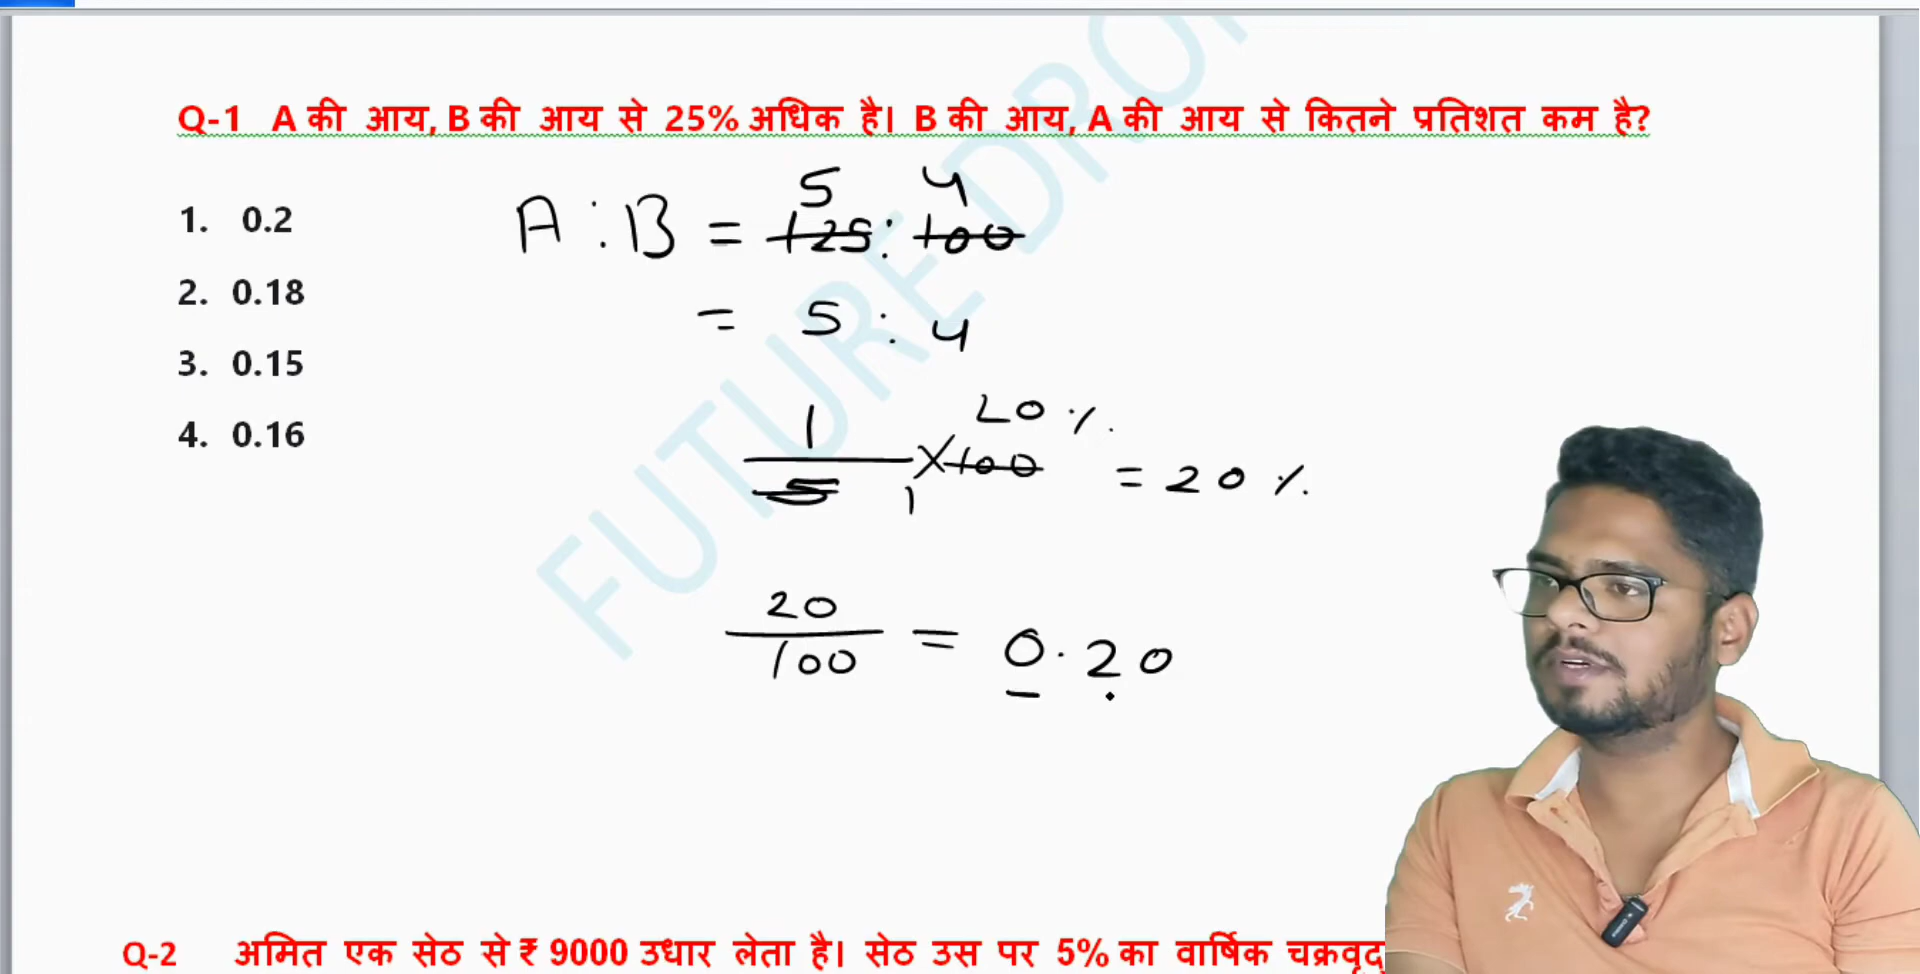 Q-1 A की आय, B की आय से 25% अधिक है। B की आय, A की आय से कितने प्रतिशत कम है?
1. 0.2
2. 0.18
3. 0.15
4. 0.16
5 4
A : B = 125 : 100
= 5 : 4
20 %
1
5 × 100 = 20 %
1
20
100 = 0.20
FUTURE DRO
Q-2 अमित एक सेठ से ₹ 9000 उधार लेता है। सेठ उस पर 5% का वार्षिक